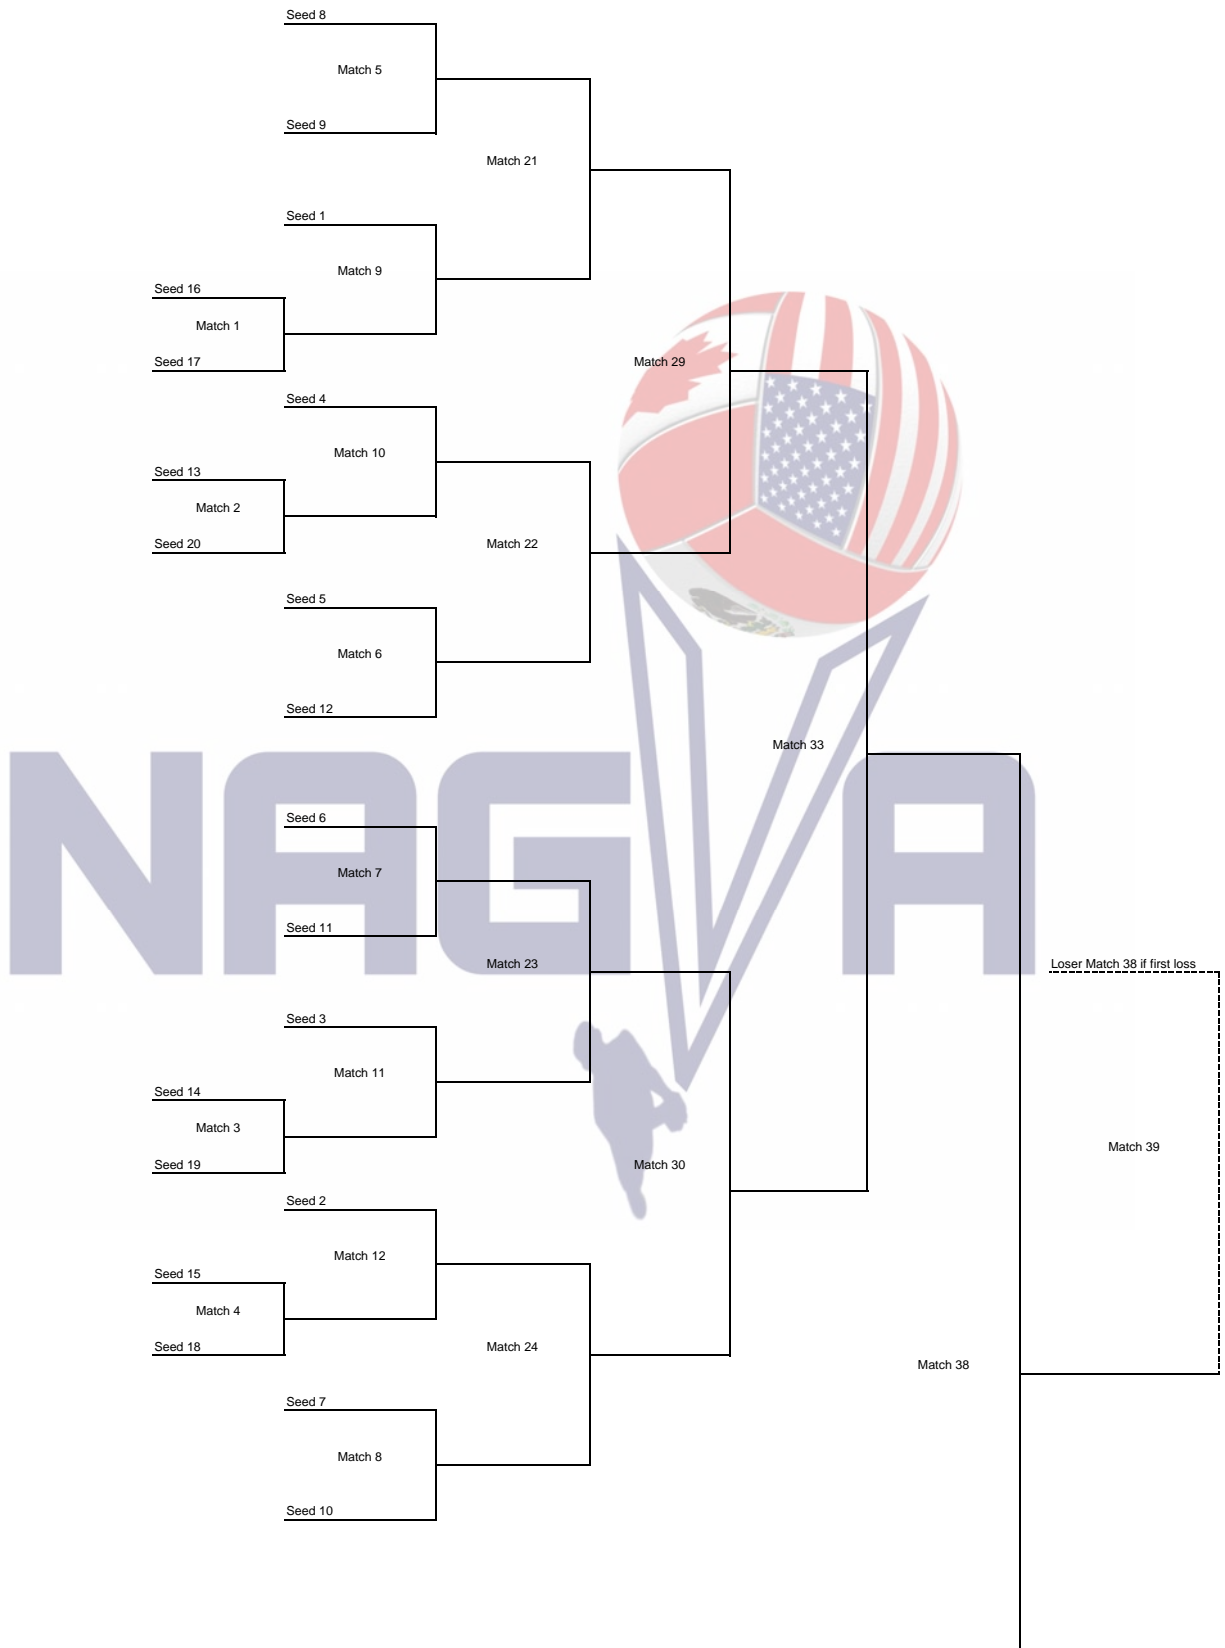 Seed 8
Match 5
Seed 9
Match 21
Seed 1
Match 9
Seed 16
Match 1
Seed 17
Match 29
Seed 4
Match 10
Seed 13
Match 2
Seed 20
Match 22
Seed 5
Match 6
Seed 12
Match 33
NAGVA
Seed 6
Match 7
Seed 11
Match 23
Loser Match 38 if first loss
Seed 3
Match 11
Seed 14
Match 3
Seed 19
Match 39
Match 30
Seed 2
Match 12
Seed 15
Match 4
Seed 18
Match 24
Match 38
Seed 7
Match 8
Seed 10